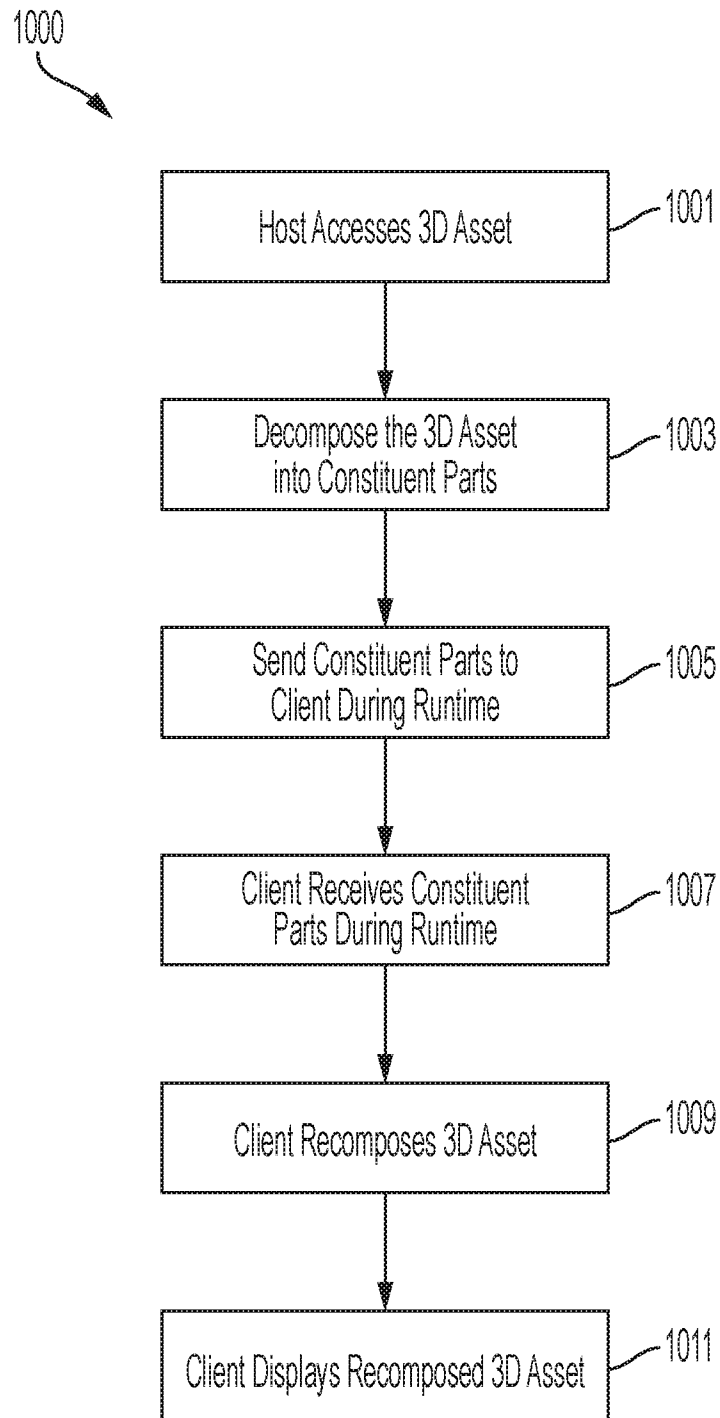 1000
Host Accesses 3D Asset
1001
Decompose the 3D Asset
into Constituent Parts
1003
Send Constituent Parts to
Client During Runtime
1005
Client Receives Constituent
Parts During Runtime
1007
Client Recomposes 3D Asset
1009
Client Displays Recomposed 3D Asset
1011